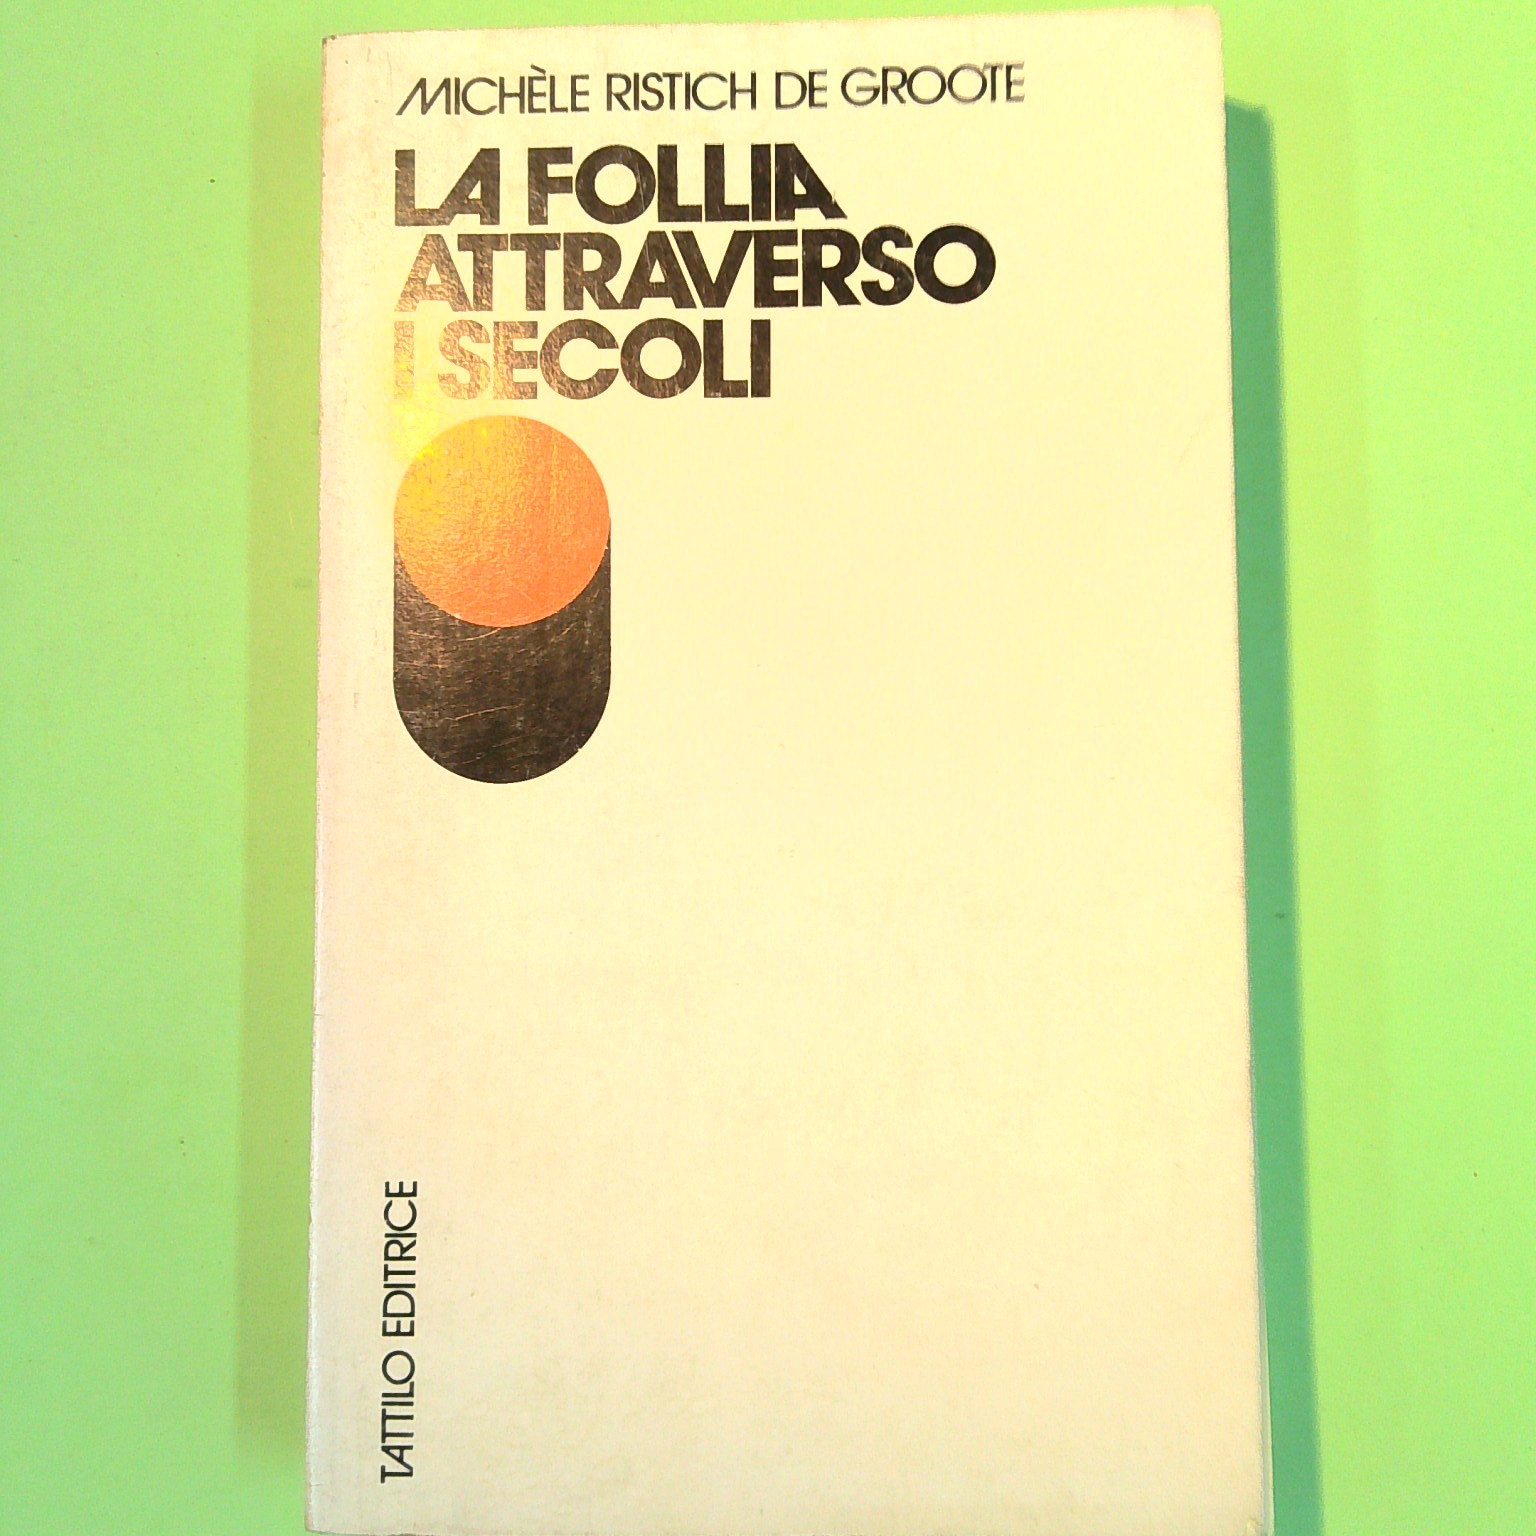 MICHÈLE RISTICH DE GROOTE
LA FOLLIA
ATTRAVERSO
I SECOLI
TATTILO EDITRICE